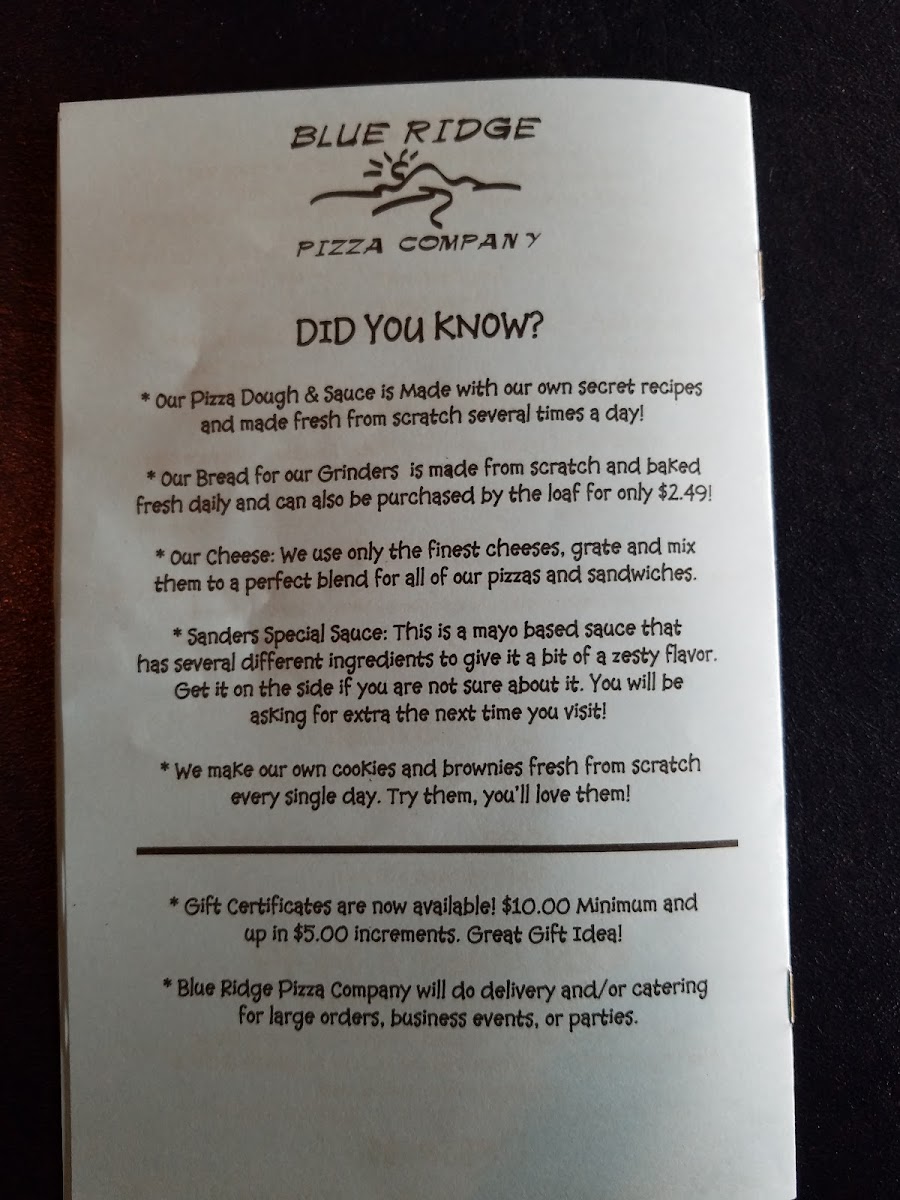 BLUE RIDGE
PIZZA COMPANY
DID YOU KNOW?
* Our Pizza Dough & Sauce is Made with our own secret recipes
and made fresh from scratch several times a day!
* Our Bread for our Grinders is made from scratch and baked
fresh daily and can also be purchased by the loaf for only $2.49!
* Our Cheese: We use only the finest cheeses, grate and mix
them to a perfect blend for all of our pizzas and sandwiches.
* Sanders Special Sauce: This is a mayo based sauce that
has several different ingredients to give it a bit of a zesty flavor.
Get it on the side if you are not sure about it. You will be
asking for extra the next time you visit!
* We make our own cookies and brownies fresh from scratch
every single day. Try them, you'll love them!
* Gift Certificates are now available! $10.00 Minimum and
up in $5.00 increments. Great Gift Idea!
* Blue Ridge Pizza Company will do delivery and/or catering
for large orders, business events, or parties.